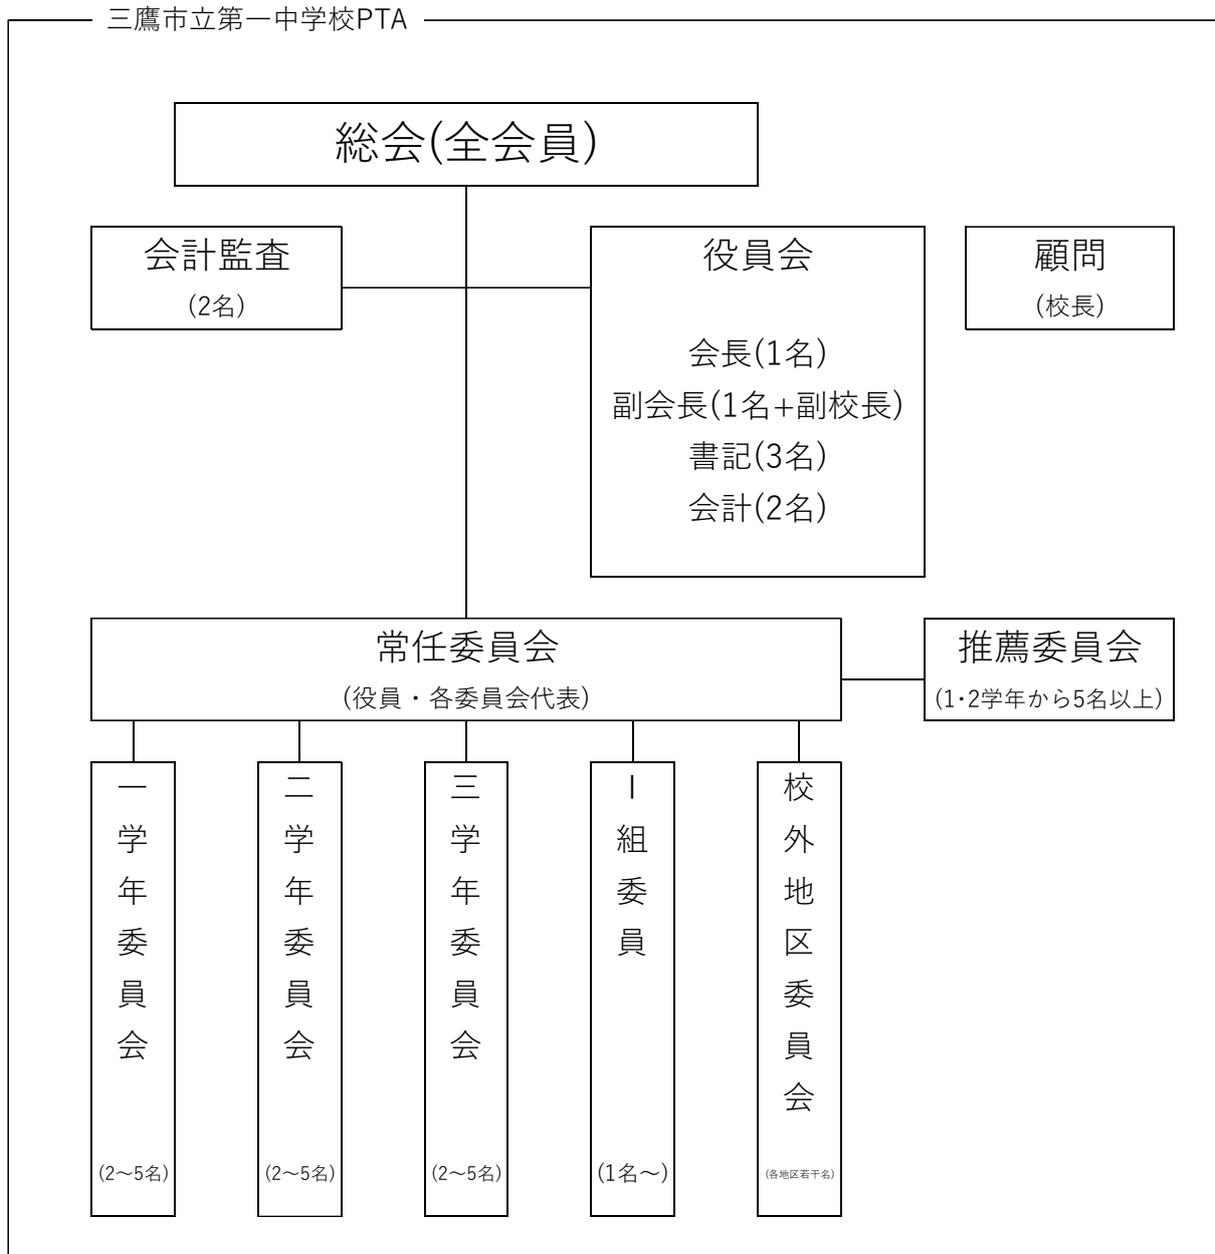 三鷹市立第一中学校PTA
総会(全会員)
会計監査
(2名)
役員会
会長(1名)
副会長(1名+副校長)
書記(3名)
会計(2名)
顧問
(校長)
常任委員会
(役員・各委員会代表)
推薦委員会
(1･2学年から5名以上)
一学年委員会
(2～5名)
二学年委員会
(2～5名)
三学年委員会
(2～5名)
I組委員
(1名～)
校外地区委員会
(各地区若干名)